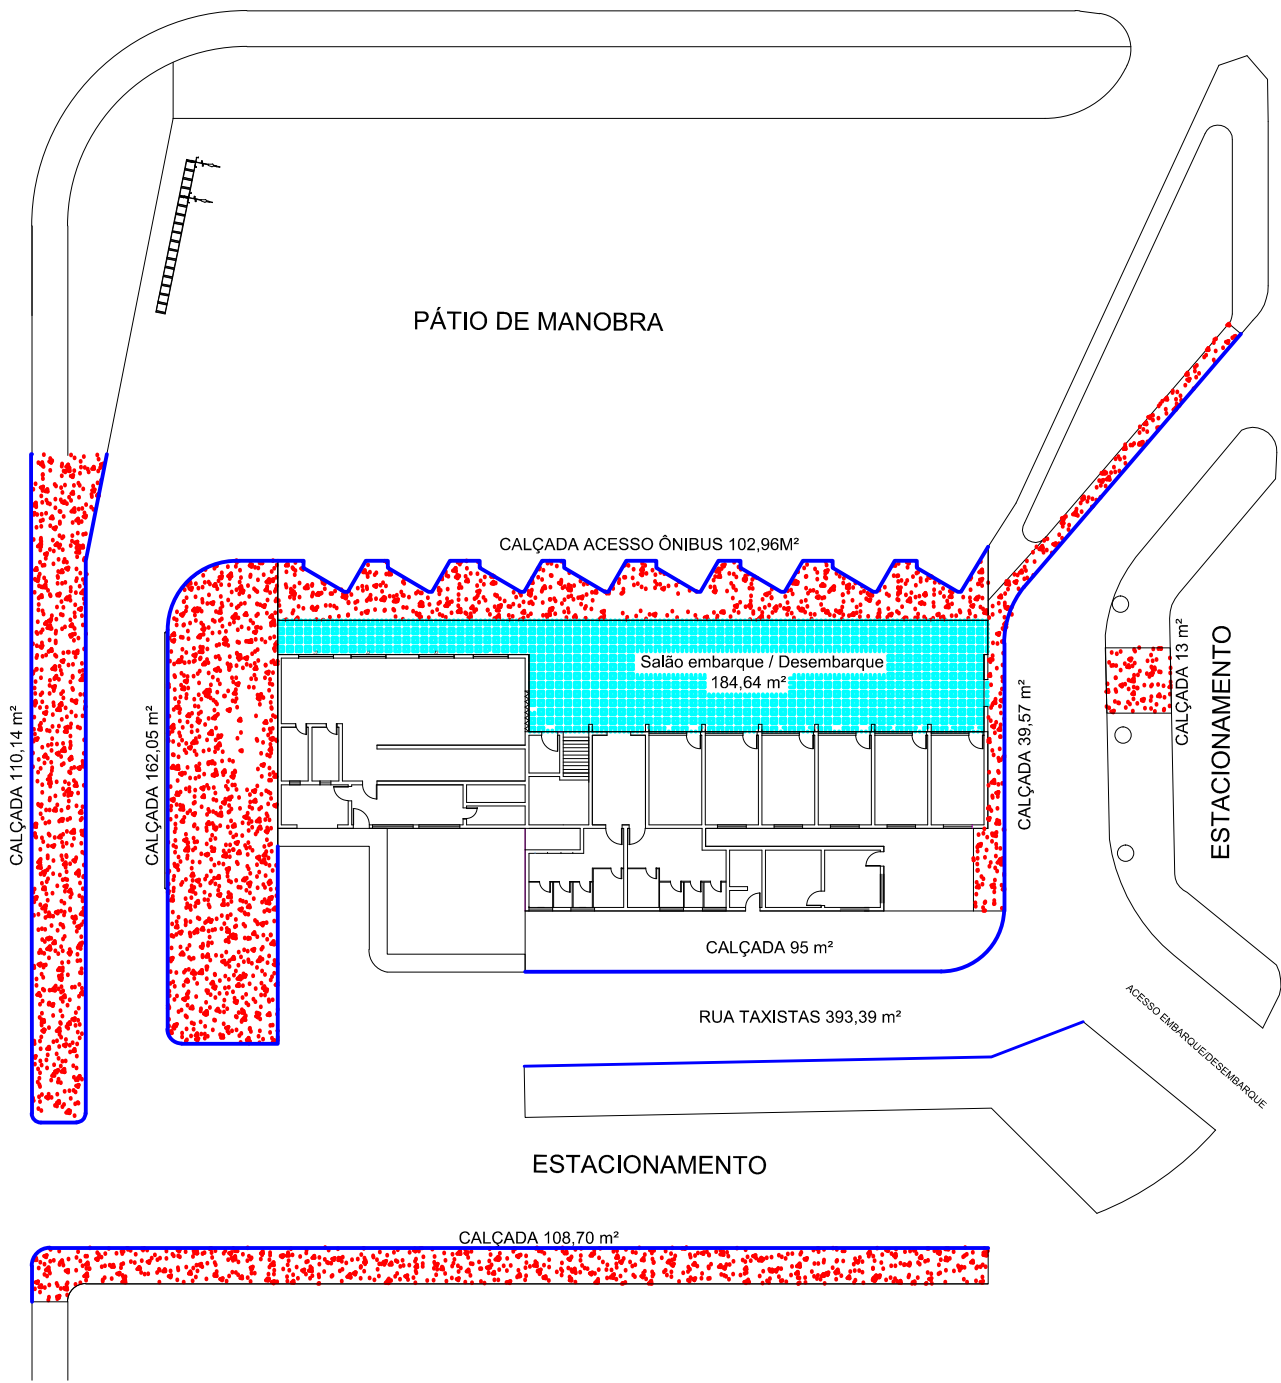 PÁTIO DE MANOBRA
CALÇADA ACESSO ÔNIBUS 102,96M²
Salão embarque / Desembarque
184,64 m²
CALÇADA 110,14 m²
CALÇADA 162,05 m²
CALÇADA 39,57 m²
CALÇADA 13 m²
ESTACIONAMENTO
CALÇADA 95 m²
RUA TAXISTAS 393,39 m²
ACESSO EMBARQUE/DESEMBARQUE
ESTACIONAMENTO
CALÇADA 108,70 m²